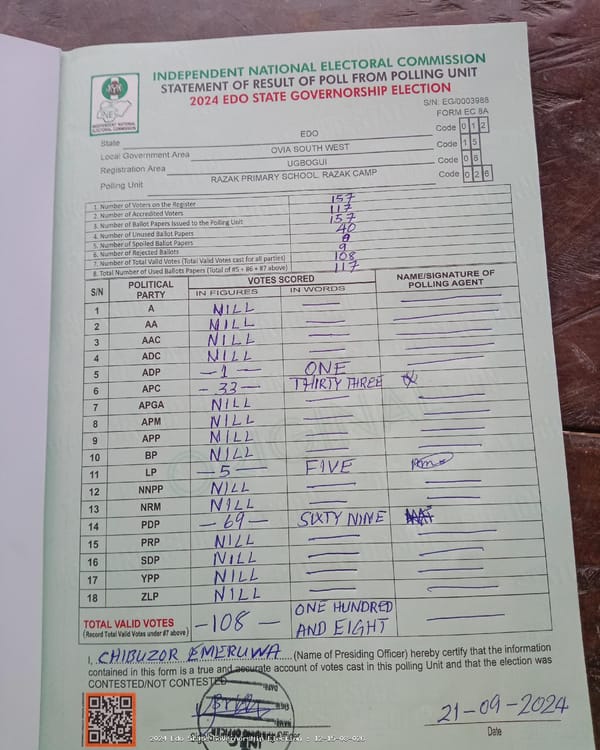 INDEPENDENT NATIONAL ELECTORAL COMMISSION
STATEMENT OF RESULT OF POLL FROM POLLING UNIT
2024 EDO STATE GOVERNORSHIP ELECTION
S/N: EG/0003988
FORM EC 8A
INDEPENDENT NATIONAL ELECTORAL COMMISSION
State EDO Code 0 1 2
Local Government Area OVIA SOUTH WEST Code 1 5
Registration Area UGBOGUI Code 0 8
Polling Unit RAZAK PRIMARY SCHOOL. RAZAK CAMP Code 0 2 6
1. Number of Voters on the Register 157
2. Number of Accredited Voters 117
3. Number of Ballot Papers Issued to the Polling Unit 157
4. Number of Unused Ballot Papers 40
5. Number of Spoiled Ballot Papers
6. Number of Rejected Ballots 9
7. Number of Total Valid Votes (Total Valid Votes cast for all parties) 108
8. Total Number of Used Ballots Papers (Total of #5 + #6 + #7 above) 117
S/N POLITICAL PARTY VOTES SCORED NAME/SIGNATURE OF POLLING AGENT
IN FIGURES IN WORDS
1 A NILL
2 AA NILL
3 AAC NILL
4 ADC NILL
5 ADP - 1 - ONE
6 APC - 33 - THIRTY THREE
7 APGA NILL
8 APM NILL
9 APP NILL
10 BP NILL
11 LP - 5 - FIVE
12 NNPP NILL
13 NRM NILL
14 PDP - 69 - SIXTY NINE
15 PRP NILL
16 SDP NILL
17 YPP NILL
18 ZLP NILL
TOTAL VALID VOTES - 108 - ONE HUNDRED AND EIGHT
(Record Total Valid Votes under #7 above)
I, CHIBUZOR EMERUWA (Name of Presiding Officer) hereby certify that the information
contained in this form is a true and accurate account of votes cast in this polling Unit and that the election was
CONTESTED/NOT CONTESTED
21-09-2024
Date
2024 Edo State Governorship Election : 12-15-08-026